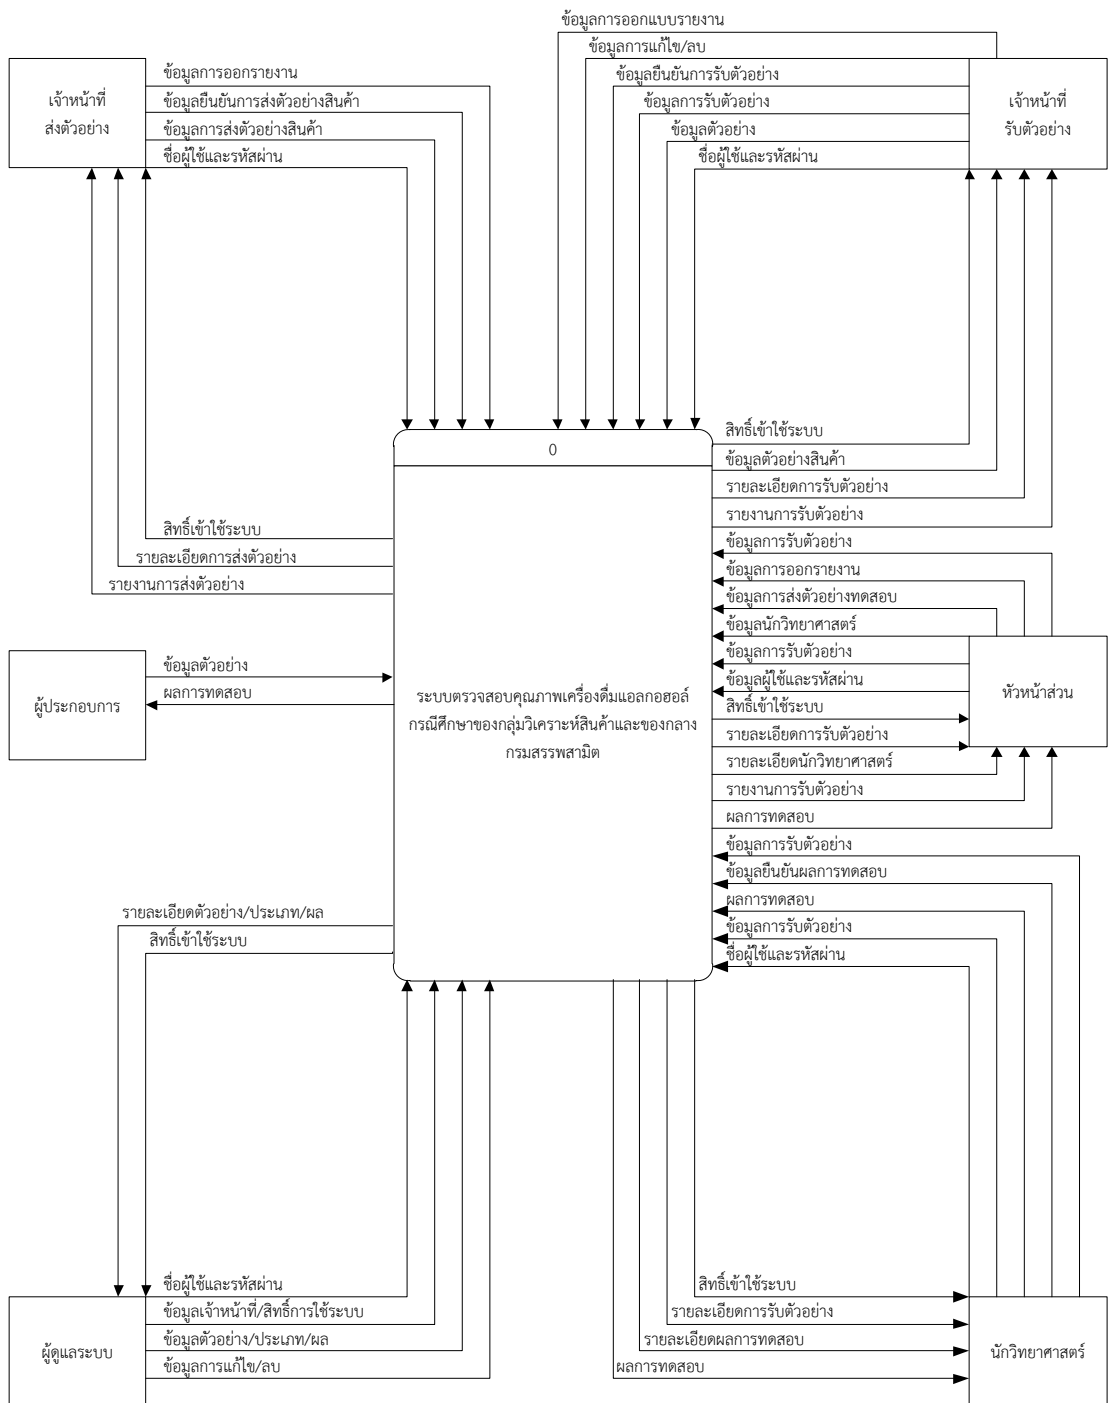 ข้อมูลการออกแบบรายงาน
ข้อมูลการแก้ไข/ลบ
ข้อมูลยืนยันการรับตัวอย่าง
ข้อมูลการรับตัวอย่าง
ข้อมูลตัวอย่าง
ชื่อผู้ใช้และรหัสผ่าน
เจ้าหน้าที่
รับตัวอย่าง
ข้อมูลการออกรายงาน
ข้อมูลยืนยันการส่งตัวอย่างสินค้า
ข้อมูลการส่งตัวอย่างสินค้า
ชื่อผู้ใช้และรหัสผ่าน
เจ้าหน้าที่
ส่งตัวอย่าง
0
สิทธิ์เข้าใช้ระบบ
ข้อมูลตัวอย่างสินค้า
รายละเอียดการรับตัวอย่าง
รายงานการรับตัวอย่าง
ข้อมูลการรับตัวอย่าง
ข้อมูลการออกรายงาน
ข้อมูลการส่งตัวอย่างทดสอบ
ข้อมูลนักวิทยาศาสตร์
ข้อมูลการรับตัวอย่าง
ข้อมูลผู้ใช้และรหัสผ่าน
สิทธิ์เข้าใช้ระบบ
รายละเอียดการรับตัวอย่าง
รายละเอียดนักวิทยาศาสตร์
รายงานการรับตัวอย่าง
ผลการทดสอบ
หัวหน้าส่วน
สิทธิ์เข้าใช้ระบบ
รายละเอียดการส่งตัวอย่าง
รายงานการส่งตัวอย่าง
ข้อมูลตัวอย่าง
ผลการทดสอบ
ผู้ประกอบการ
ระบบตรวจสอบคุณภาพเครื่องดื่มแอลกอฮอล์
กรณีศึกษาของกลุ่มวิเคราะห์สินค้าและของกลาง
กรมสรรพสามิต
ข้อมูลการรับตัวอย่าง
ข้อมูลยืนยันผลการทดสอบ
ผลการทดสอบ
ข้อมูลการรับตัวอย่าง
ชื่อผู้ใช้และรหัสผ่าน
รายละเอียดตัวอย่าง/ประเภท/ผล
สิทธิ์เข้าใช้ระบบ
ชื่อผู้ใช้และรหัสผ่าน
ข้อมูลเจ้าหน้าที่/สิทธิ์การใช้ระบบ
ข้อมูลตัวอย่าง/ประเภท/ผล
ข้อมูลการแก้ไข/ลบ
ผู้ดูแลระบบ
สิทธิ์เข้าใช้ระบบ
รายละเอียดการรับตัวอย่าง
รายละเอียดผลการทดสอบ
ผลการทดสอบ
นักวิทยาศาสตร์